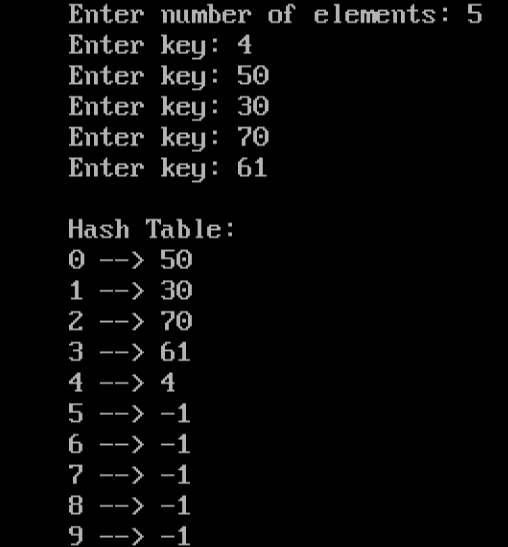 Enter number of elements: 5
Enter key: 4
Enter key: 50
Enter key: 30
Enter key: 70
Enter key: 61
Hash Table:
0 --> 50
1 --> 30
2 --> 70
3 --> 61
4 --> 4
5 --> -1
6 --> -1
7 --> -1
8 --> -1
9 --> -1